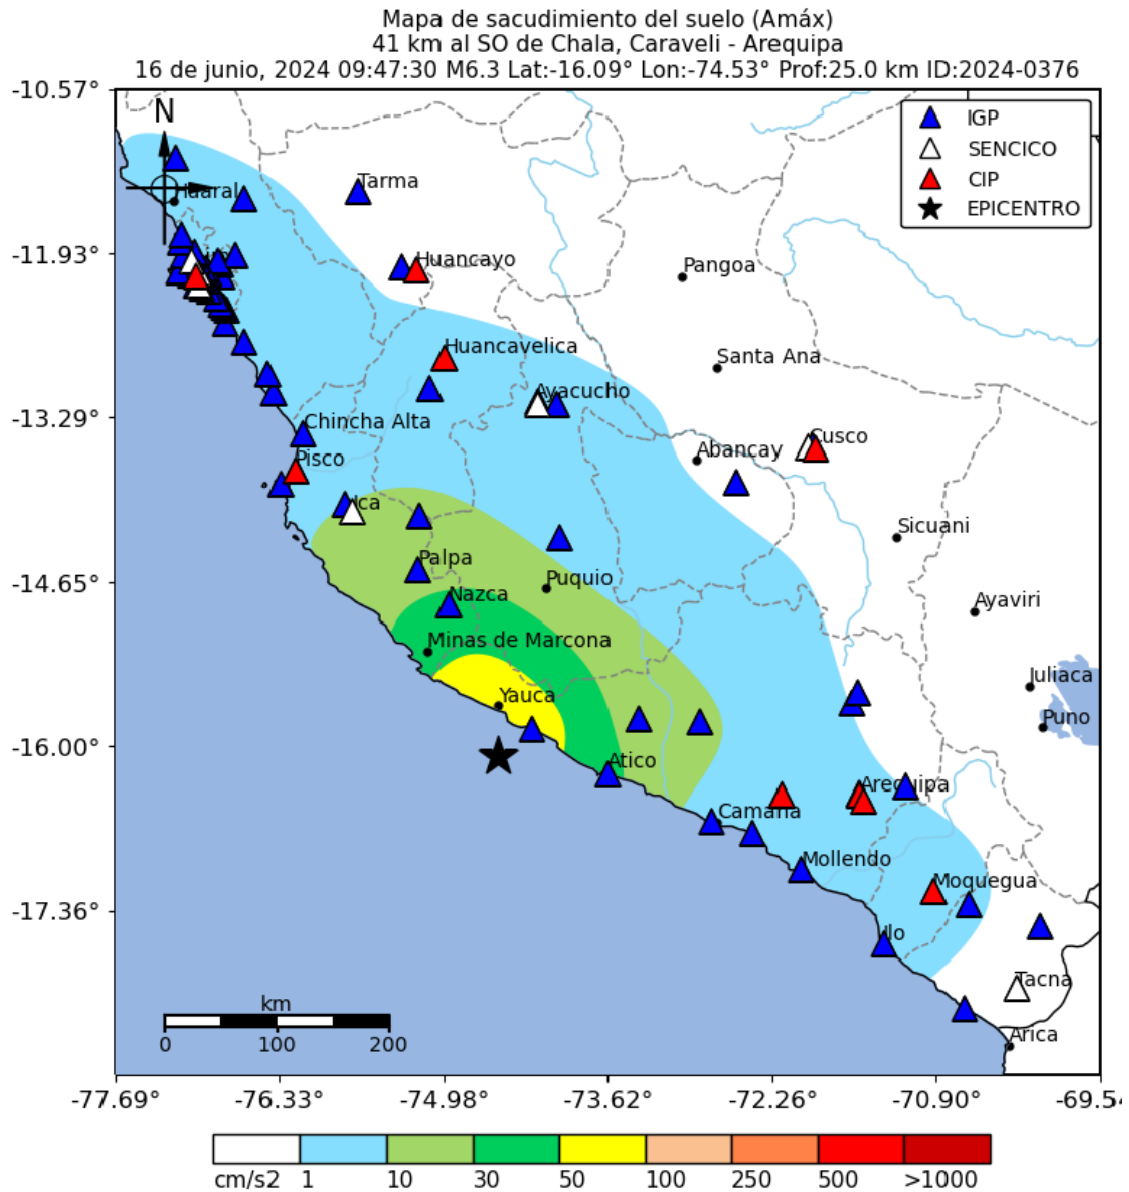 Mapa de sacudimiento del suelo (Amáx)
41 km al SO de Chala, Caraveli - Arequipa
16 de junio, 2024 09:47:30 M6.3 Lat:-16.09° Lon:-74.53° Prof:25.0 km ID:2024-0376
-10.57°
N
IGP
SENCICO
CIP
EPICENTRO
Tarma
Huaral
-11.93°
Huancayo
Pangoa
Huancavelica
Santa Ana
Ayacucho
-13.29°
Chincha Alta
Cusco
Abancay
Pisco
Ica
Sicuani
Palpa
-14.65°
Puquio
Nazca
Ayaviri
Minas de Marcona
Juliaca
Yauca
Puno
-16.00°
Atico
Arequipa
Camana
Mollendo
Moquegua
-17.36°
Ilo
Tacna
km
0 100 200
Arica
-77.69° -76.33° -74.98° -73.62° -72.26° -70.90° -69.54
cm/s2 1 10 30 50 100 250 500 >1000